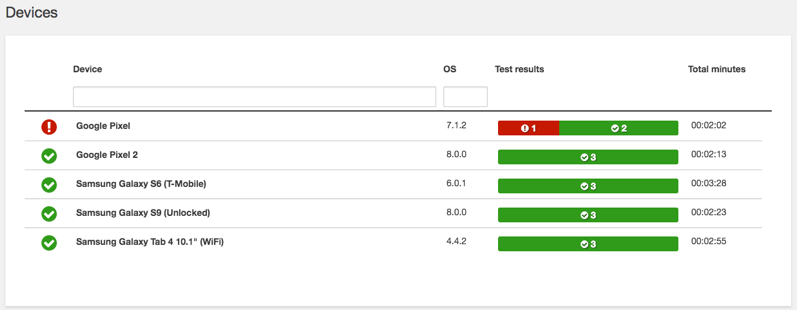 Devices
Device OS Test results Total minutes
Google Pixel 7.1.2 1 2 00:02:02
Google Pixel 2 8.0.0 3 00:02:13
Samsung Galaxy S6 (T-Mobile) 6.0.1 3 00:03:28
Samsung Galaxy S9 (Unlocked) 8.0.0 3 00:02:23
Samsung Galaxy Tab 4 10.1" (WiFi) 4.4.2 3 00:02:55